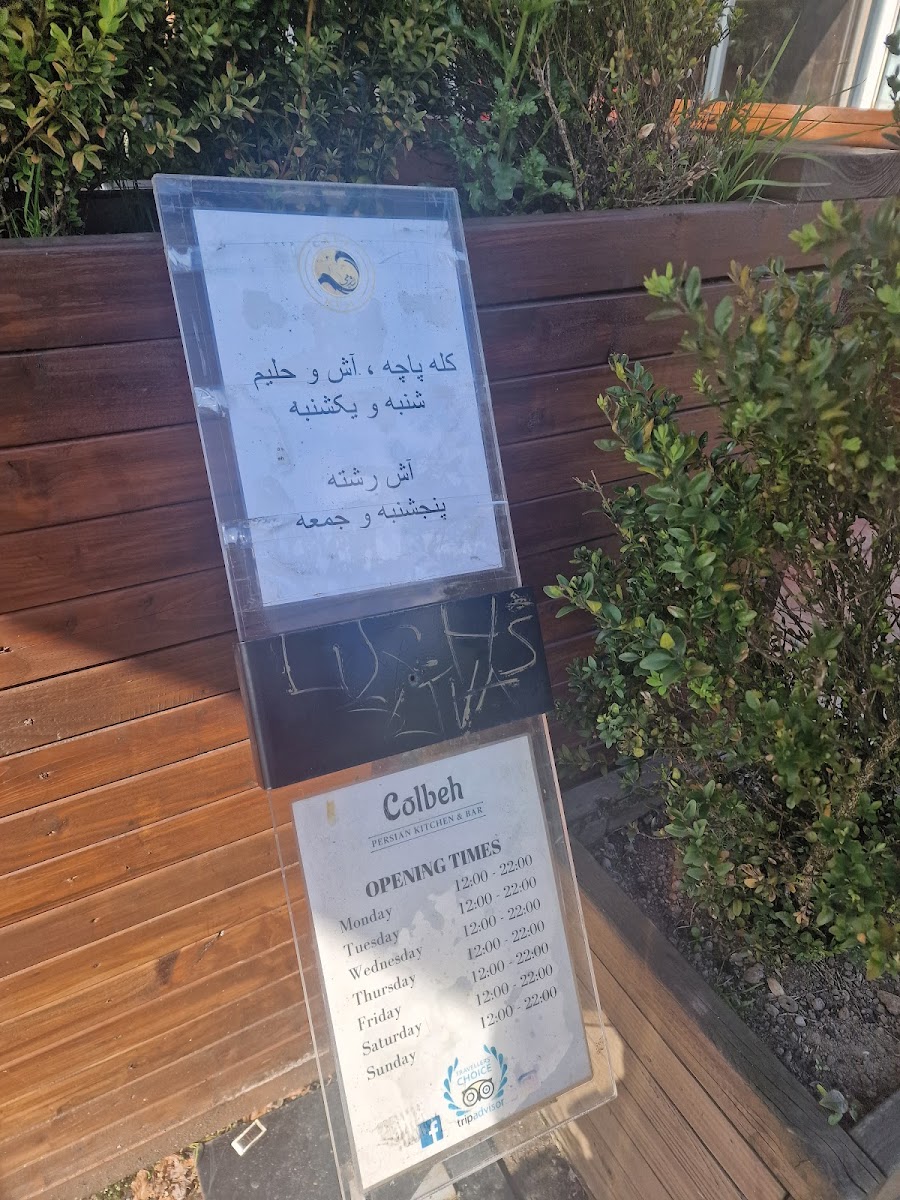 کله پاچه ، آش و حلیم
شنبه و یکشنبه
آش رشته
پنجشنبه و جمعه
Colbeh
PERSIAN KITCHEN & BAR
OPENING TIMES
Monday 12:00 - 22:00
Tuesday 12:00 - 22:00
Wednesday 12:00 - 22:00
Thursday 12:00 - 22:00
Friday 12:00 - 22:00
Saturday 12:00 - 22:00
Sunday 12:00 - 22:00
TRAVELLERS'
CHOICE
tripadvisor